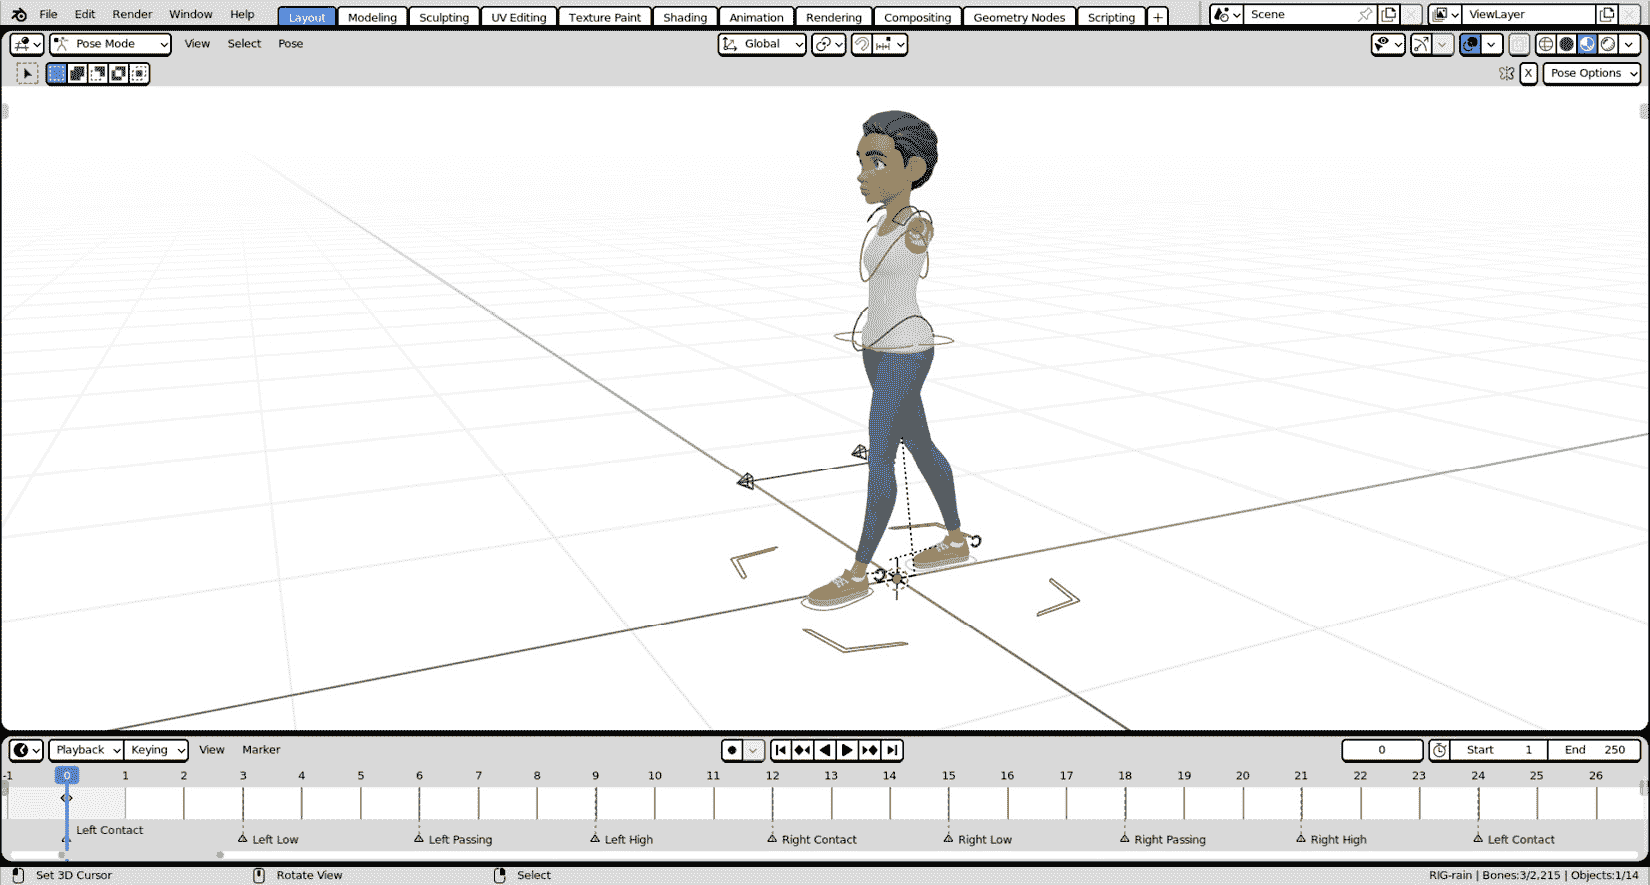 File Edit Render Window Help Layout Modeling Sculpting UV Editing Texture Paint Shading Animation Rendering Compositing Geometry Nodes Scripting + Scene ViewLayer
Pose Mode View Select Pose Global
X Pose Options
Playback Keying View Marker 0 Start 1 End 250
-1 0 1 2 3 4 5 6 7 8 9 10 11 12 13 14 15 16 17 18 19 20 21 22 23 24 25 26
Left Contact
Left Low Left Passing Left High Right Contact Right Low Right Passing Right High Left Contact
Set 3D Cursor Rotate View Select RIG-rain | Bones:3/2,215 | Objects:1/14